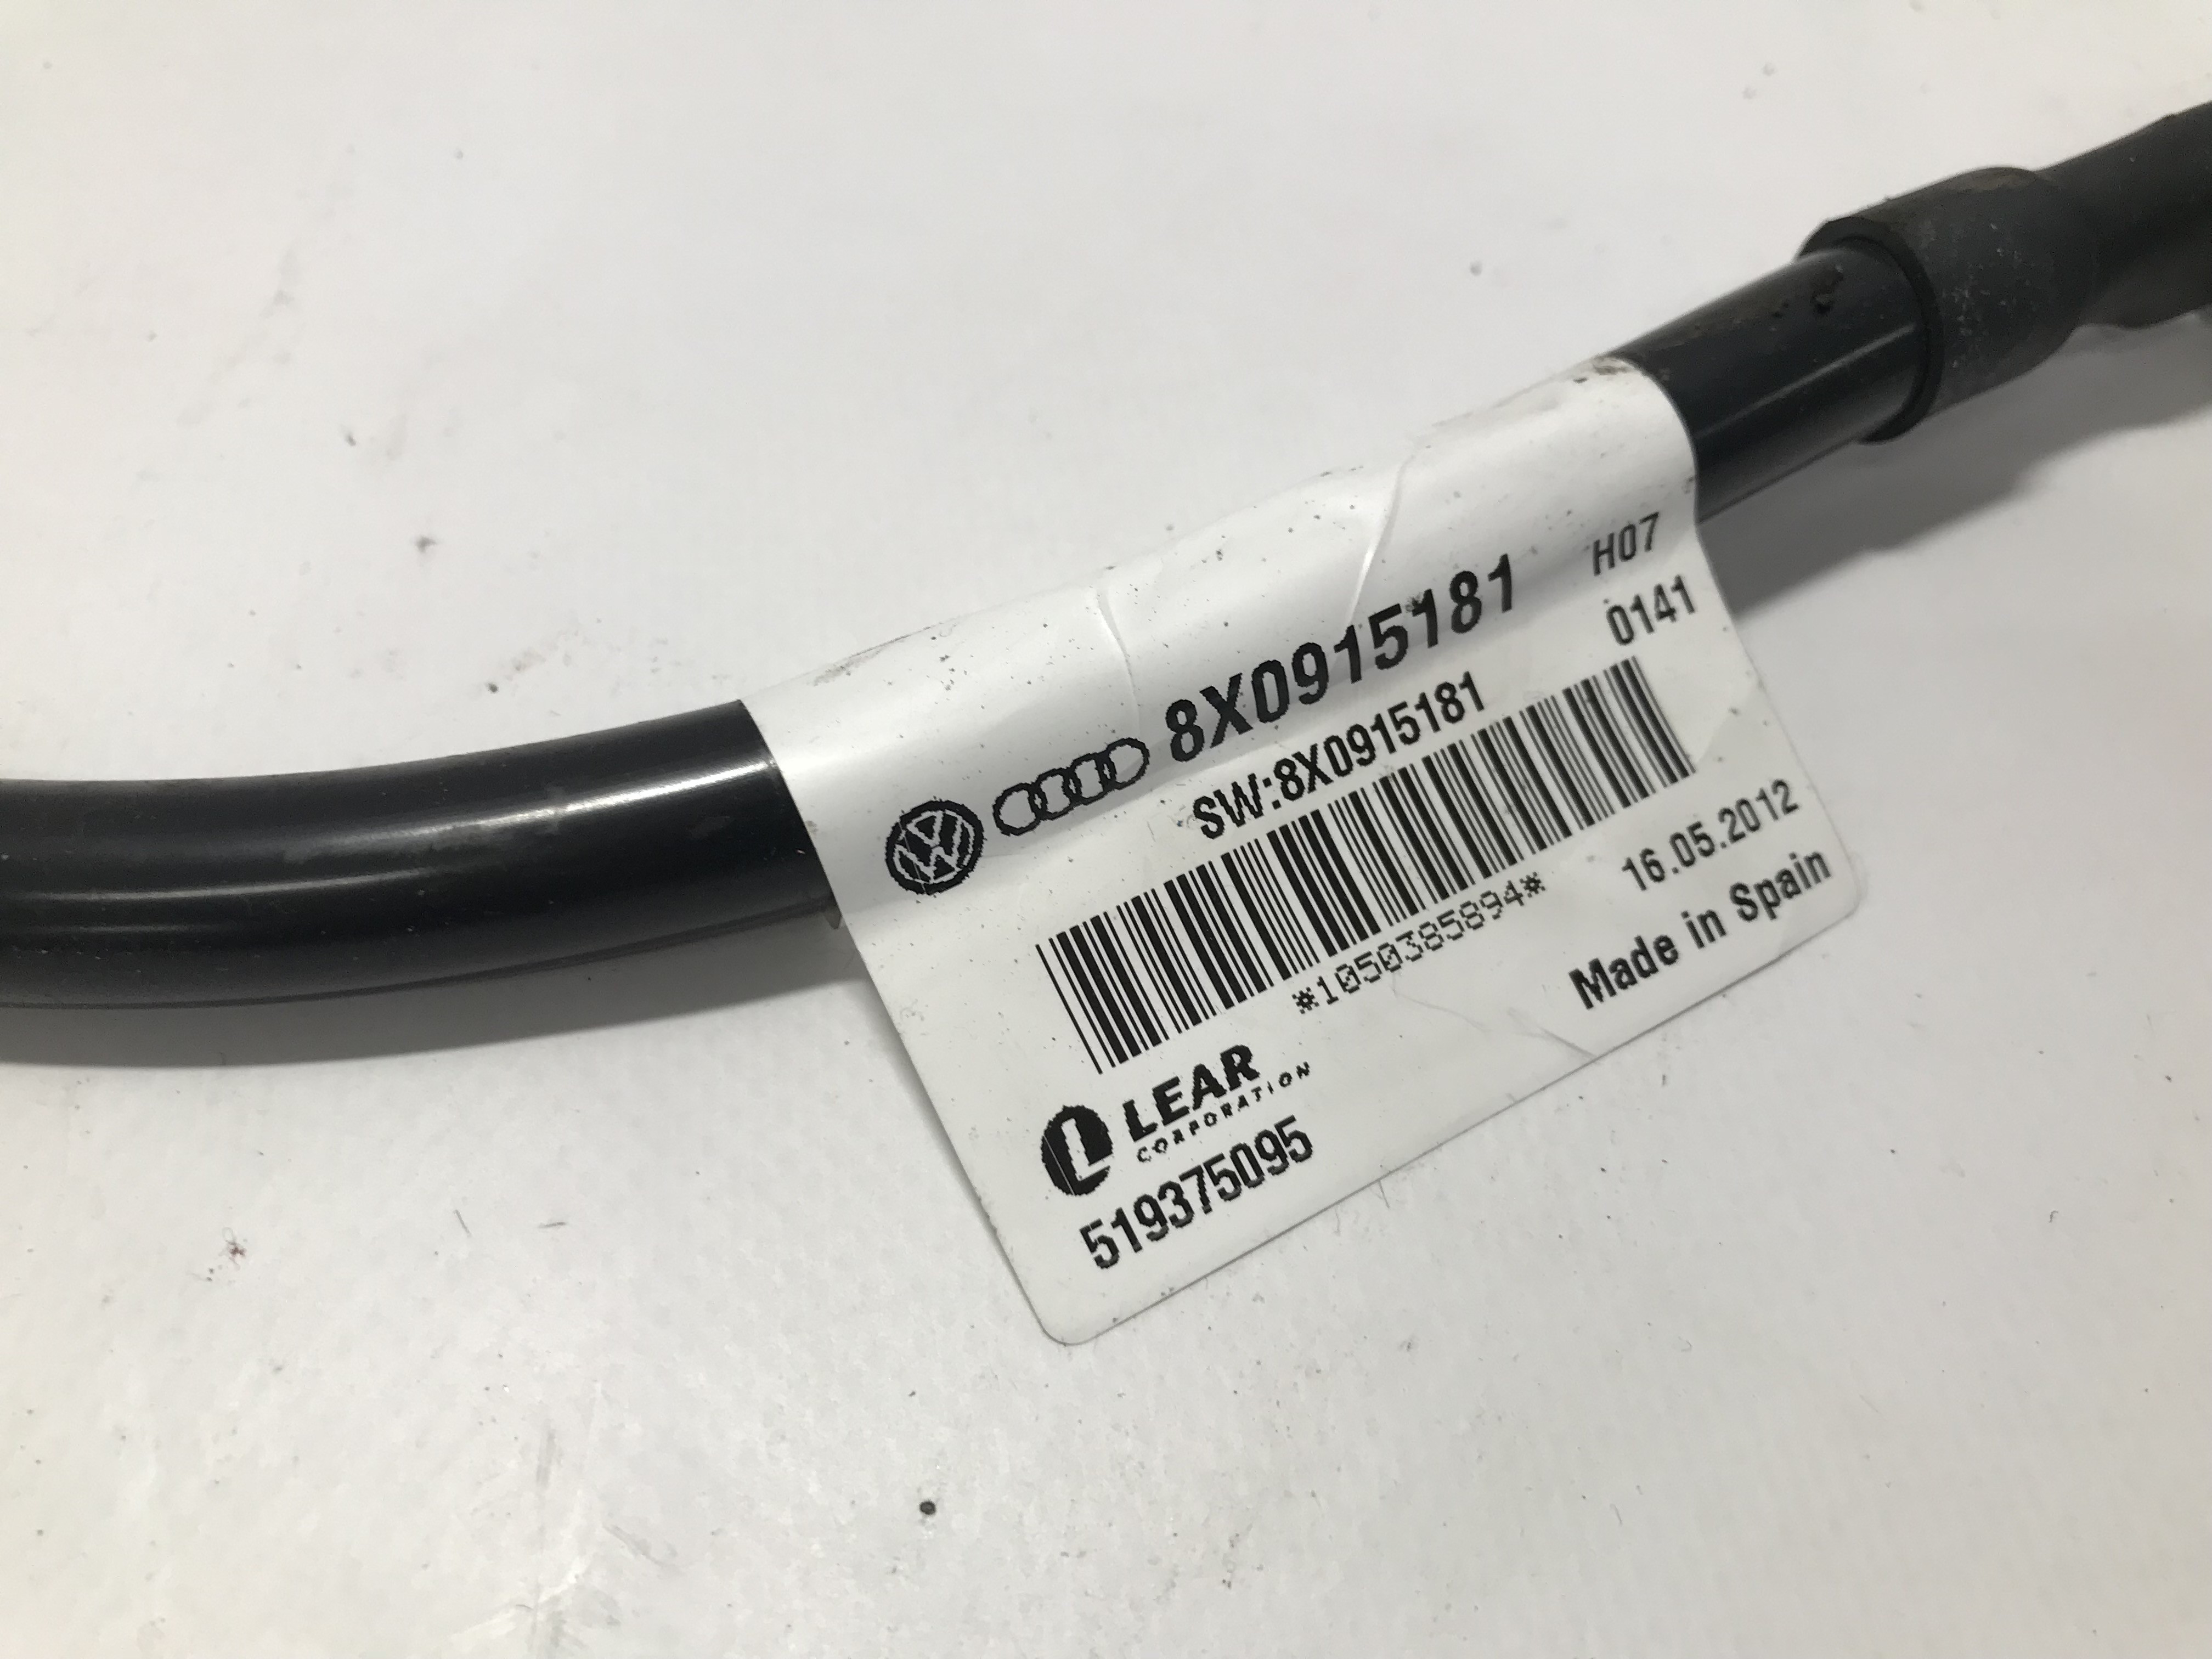 8X0915181
H07
SW:8X0915181
0141
*1050385894*
16.05.2012
Made in Spain
LEAR
CORPORATION
519375095